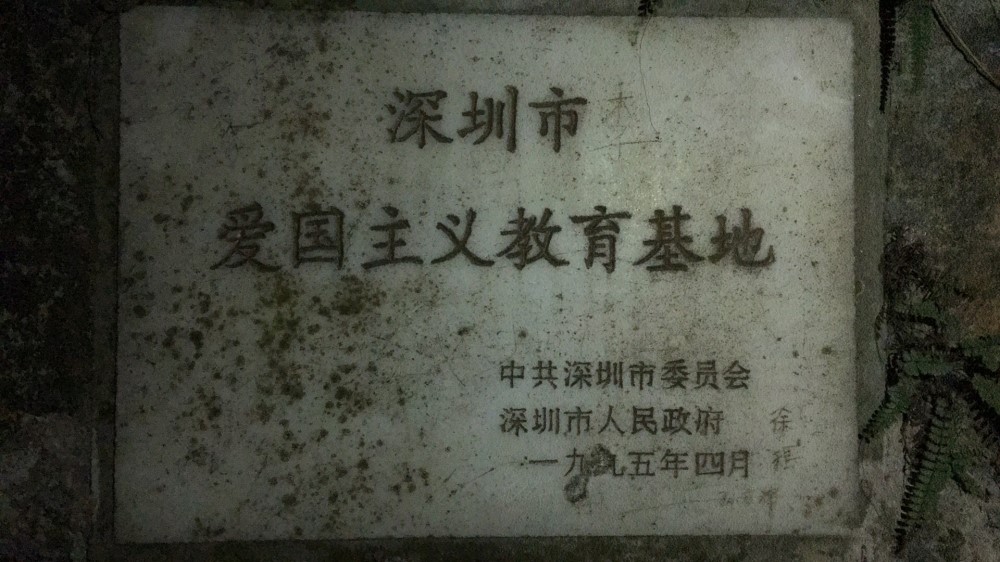 深圳市
爱国主义教育基地
中共深圳市委员会
深圳市人民政府
一九九五年四月
徐